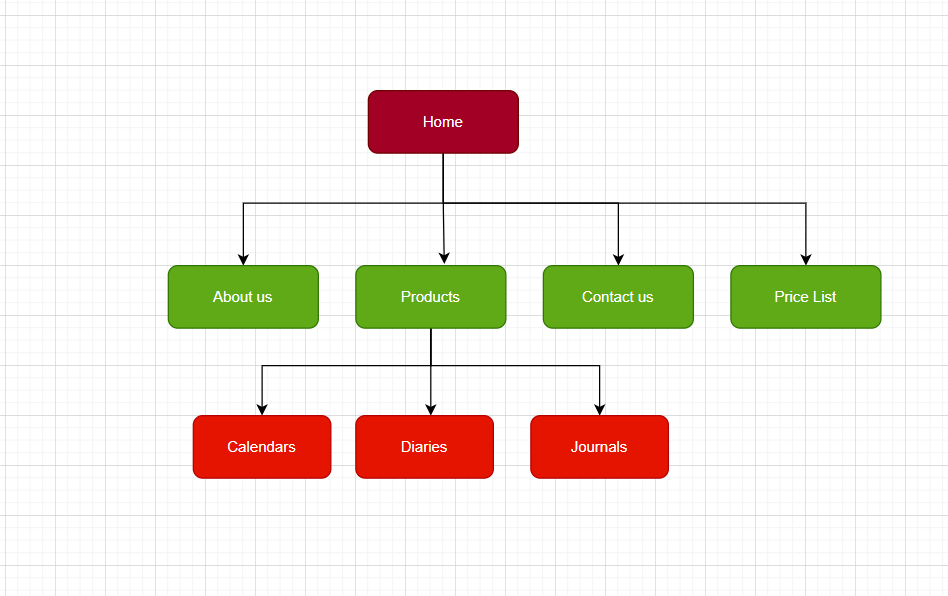 Home
About us
Products
Contact us
Price List
Calendars
Diaries
Journals